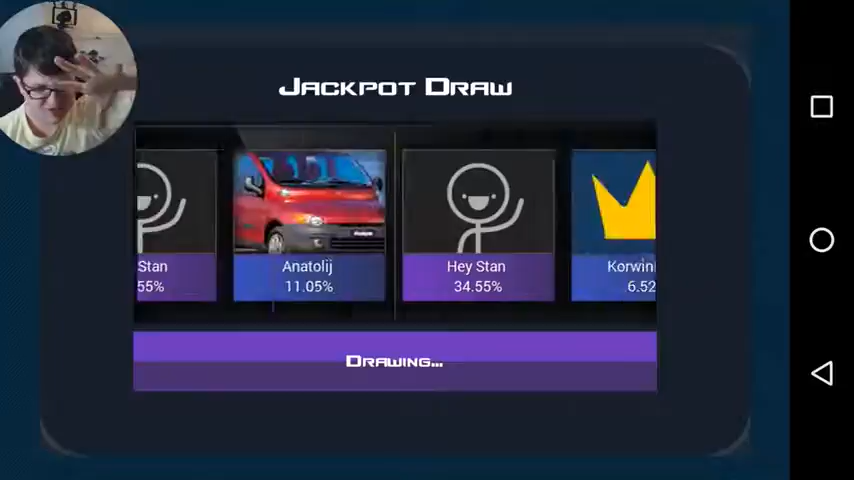 Jackpot Draw
Stan
55%
Anatolij
11.05%
Hey Stan
34.55%
Korwin
6.52
Drawing...